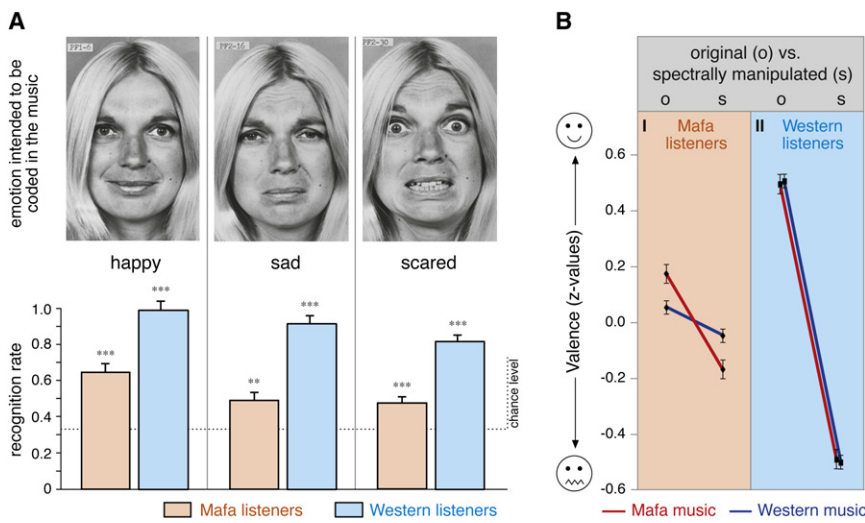 A
emotion intended to be
coded in the music
PF1-6
PF2-16
PF2-30
happy
sad
scared
recognition rate
1.0
0.8
0.6
0.4
0.2
0
***
***
**
***
***
***
chance level
Mafa listeners
Western listeners
B
original (o) vs.
spectrally manipulated (s)
o
s
o
s
I
Mafa
listeners
II
Western
listeners
Valence (z-values)
0.6
0.4
0.2
0.0
-0.2
-0.4
-0.6
Mafa music
Western music